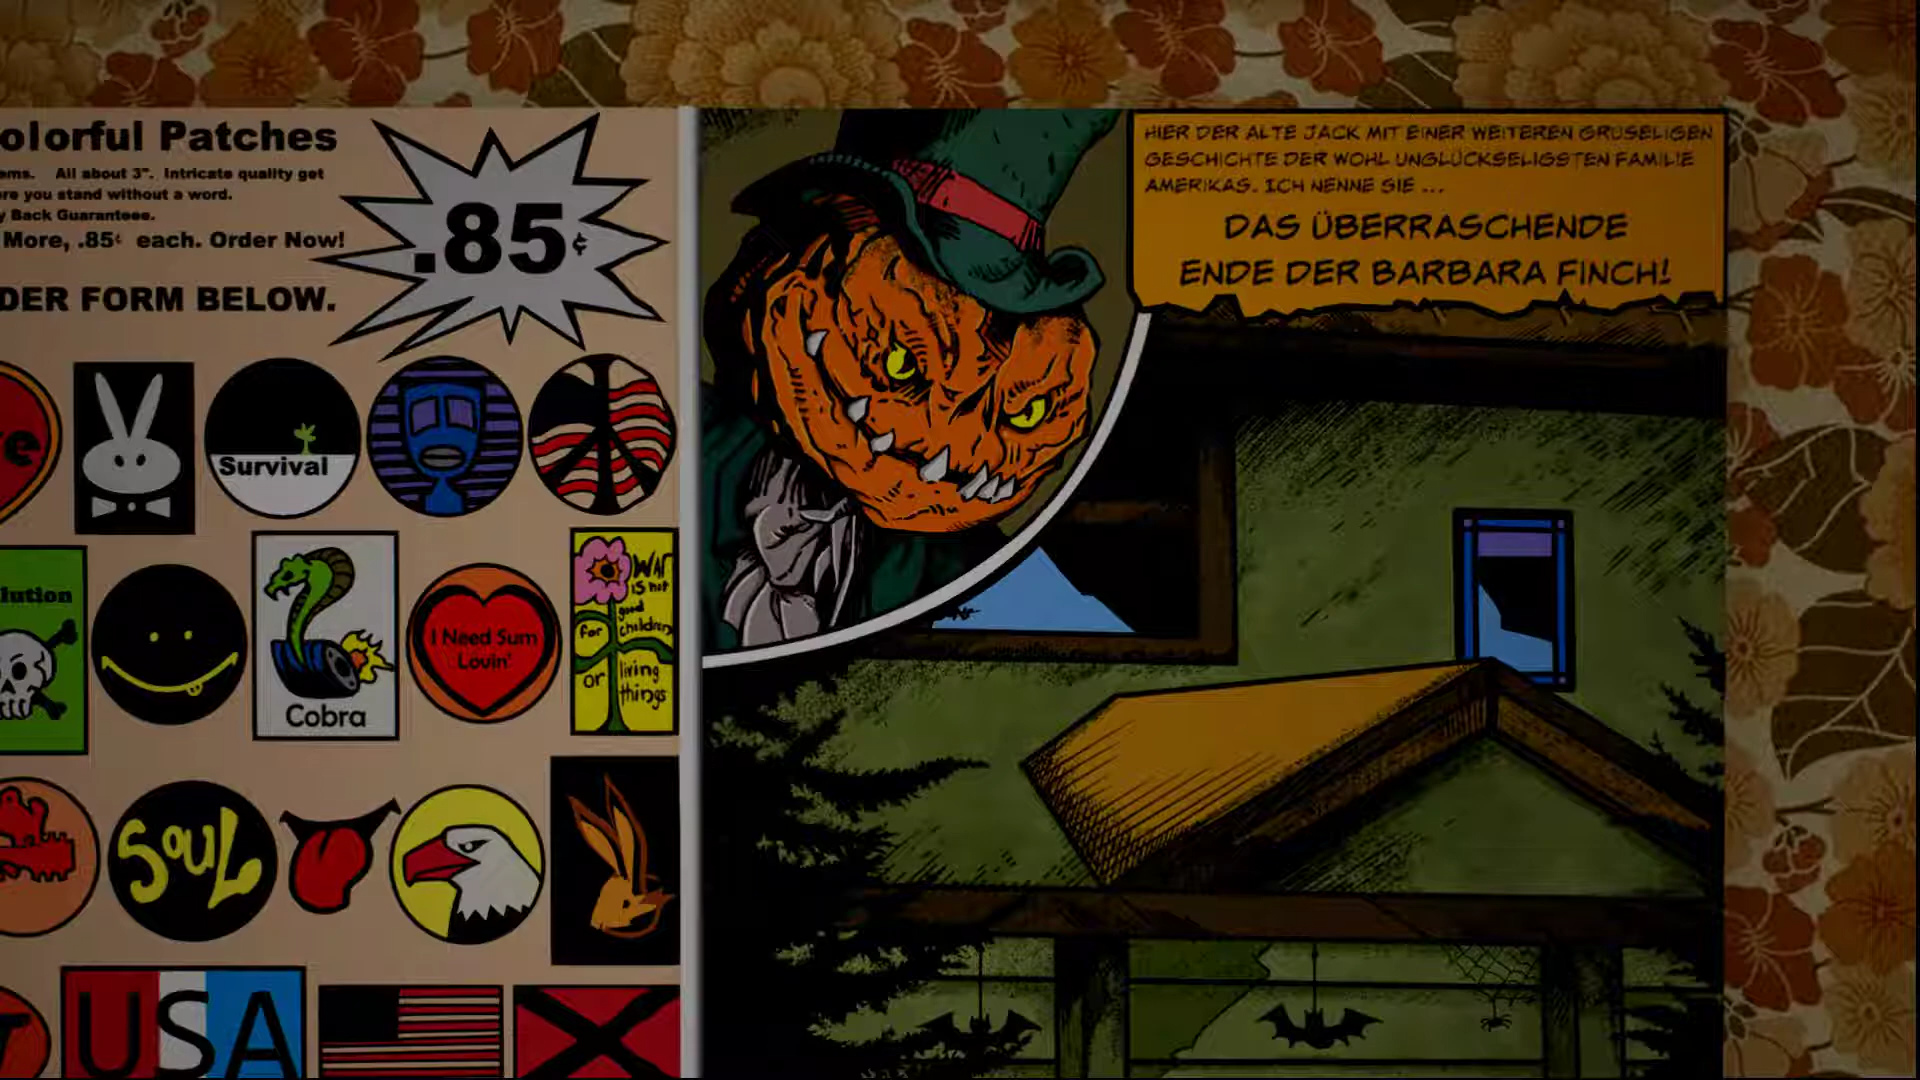 olorful Patches
ems. All about 3". Intricate quality get
re you stand without a word.
y Back Guaranteee.
More, .85¢ each. Order Now!
DER FORM BELOW.
.85¢
e
Survival
lution
Cobra
I Need Sum
Lovin'
War
is not
good
for children
or living
things
SOUL
USA
HIER DER ALTE JACK MIT EINER WEITEREN GRUSELIGEN
GESCHICHTE DER WOHL UNGLÜCKSELIGSTEN FAMILIE
AMERIKAS. ICH NENNE SIE ...
DAS ÜBERRASCHENDE
ENDE DER BARBARA FINCH!